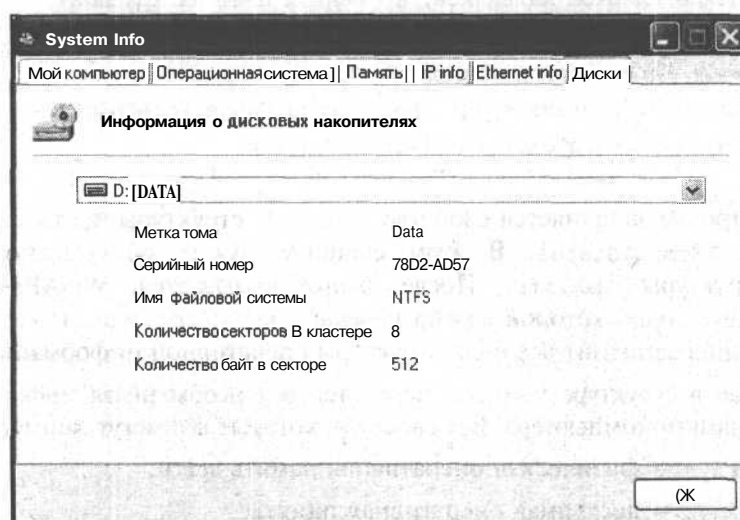 System Info
Мой компьютер Операционная система Память IP info Ethernet info Диски
Информация о дисковых накопителях
D: [DATA]
Метка тома Data
Серийный номер 78D2-AD57
Имя файловой системы NTFS
Количество секторов В кластере 8
Количество байт в секторе 512
(Ж